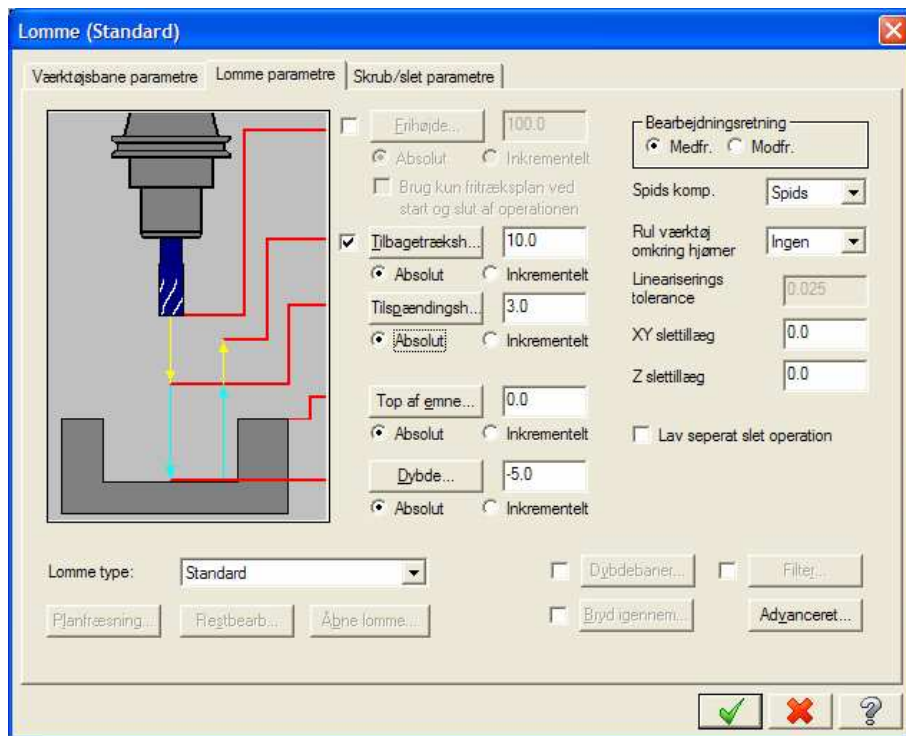 Lomme (Standard)
Værktøjsbane parametre
Lomme parametre
Skrub/slet parametre
Frihøjde...
100.0
Absolut
Inkrementelt
Brug kun fritræksplan ved
start og slut af operationen
Tilbagetræksh...
10.0
Absolut
Inkrementelt
Tilspændingsh...
3.0
Absolut
Inkrementelt
Top af emne...
0.0
Absolut
Inkrementelt
Dybde...
-5.0
Absolut
Inkrementelt
Bearbejdningsretning
Medfr.
Modfr.
Spids komp.
Spids
Rul værktøj
omkring hjørner
Ingen
Lineariserings
tolerance
0.025
XY slettillæg
0.0
Z slettillæg
0.0
Lav seperat slet operation
Lomme type:
Standard
Dybdebaner...
Filter...
Planfræsning...
Restbearb...
Åbne lomme...
Bryd igennem...
Advanceret...